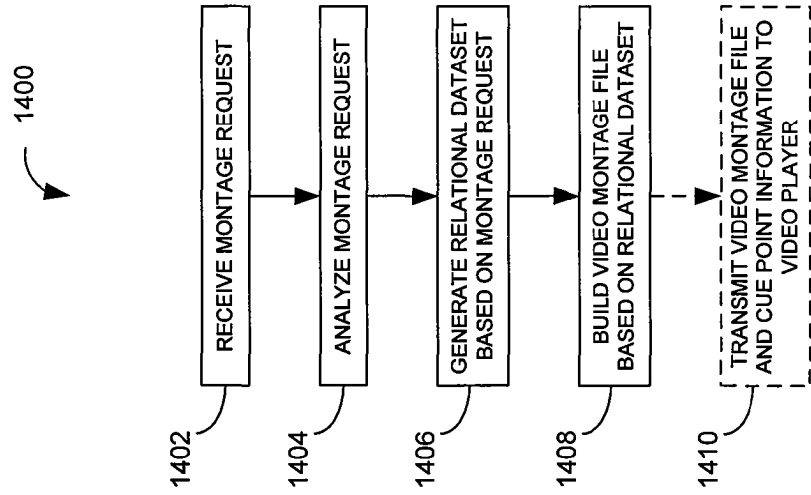 1400
1402
RECEIVE MONTAGE REQUEST
1404
ANALYZE MONTAGE REQUEST
1406
GENERATE RELATIONAL DATASET
BASED ON MONTAGE REQUEST
1408
BUILD VIDEO MONTAGE FILE
BASED ON RELATIONAL DATASET
1410
TRANSMIT VIDEO MONTAGE FILE
AND CUE POINT INFORMATION TO
VIDEO PLAYER